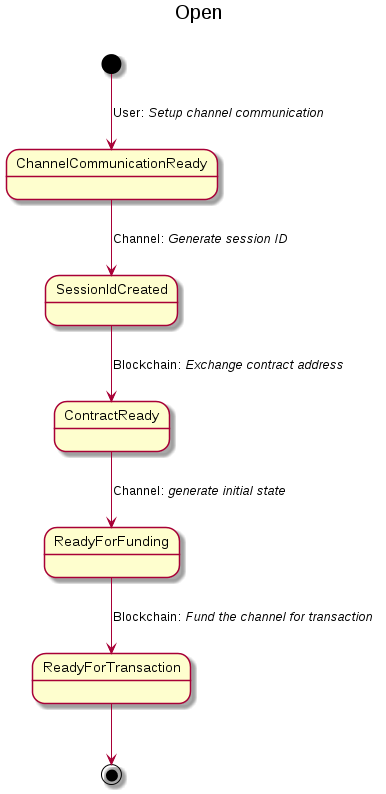 Open
User: Setup channel communication
ChannelCommunicationReady
Channel: Generate session ID
SessionIdCreated
Blockchain: Exchange contract address
ContractReady
Channel: generate initial state
ReadyForFunding
Blockchain: Fund the channel for transaction
ReadyForTransaction